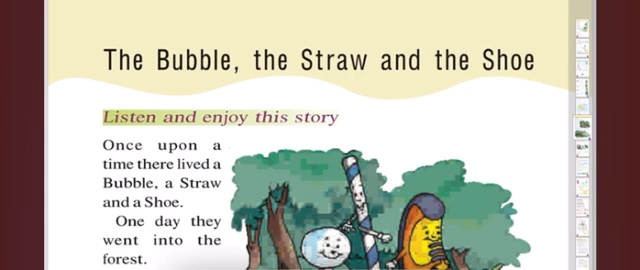 The Bubble, the Straw and the Shoe
Listen and enjoy this story
Once upon a
time there lived a
Bubble, a Straw
and a Shoe.
One day they
went into the
forest.